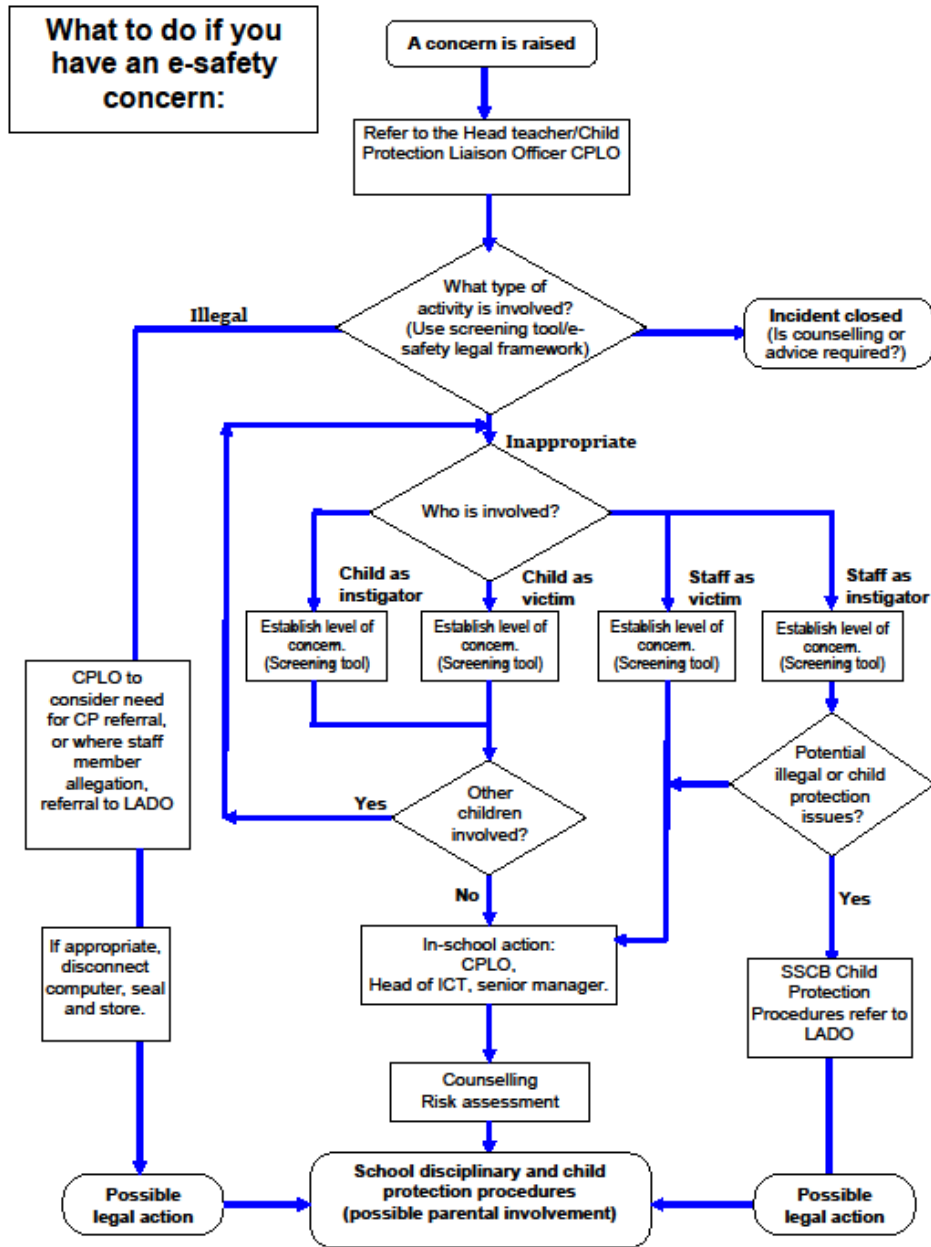 What to do if you
have an e-safety
concern:
A concern is raised
Refer to the Head teacher/Child
Protection Liaison Officer CPLO
What type of
activity is involved?
(Use screening tool/e-
safety legal framework)
Illegal
Incident closed
(Is counselling or
advice required?)
Inappropriate
Who is involved?
Child as
instigator
Child as
victim
Staff as
victim
Staff as
instigator
Establish level of
concern.
(Screening tool)
Establish level of
concern.
(Screening tool)
Establish level of
concern.
(Screening tool)
Establish level of
concern.
(Screening tool)
CPLO to
consider need
for CP referral,
or where staff
member
allegation,
referral to LADO
Yes
Other
children
involved?
Potential
illegal or child
protection
issues?
No
Yes
If appropriate,
disconnect
computer, seal
and store.
In-school action:
CPLO,
Head of ICT, senior manager.
SSCB Child
Protection
Procedures refer to
LADO
Counselling
Risk assessment
Possible
legal action
School disciplinary and child
protection procedures
(possible parental involvement)
Possible
legal action